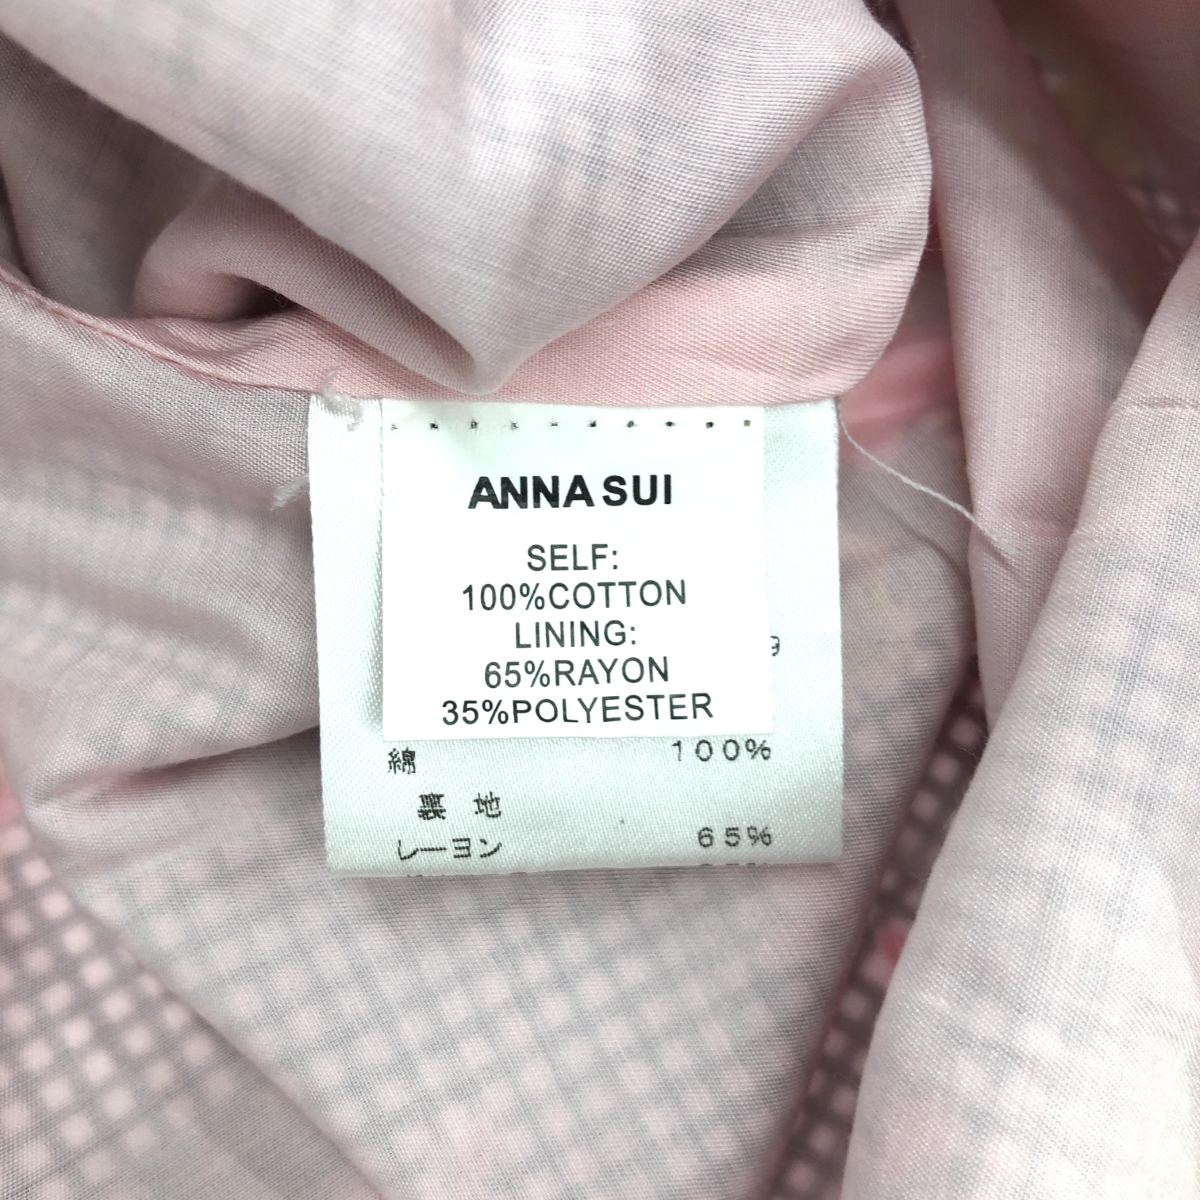 ANNA SUI
SELF:
100%COTTON
LINING:
65%RAYON
35%POLYESTER
9
綿 100%
裏地
レーヨン 65%